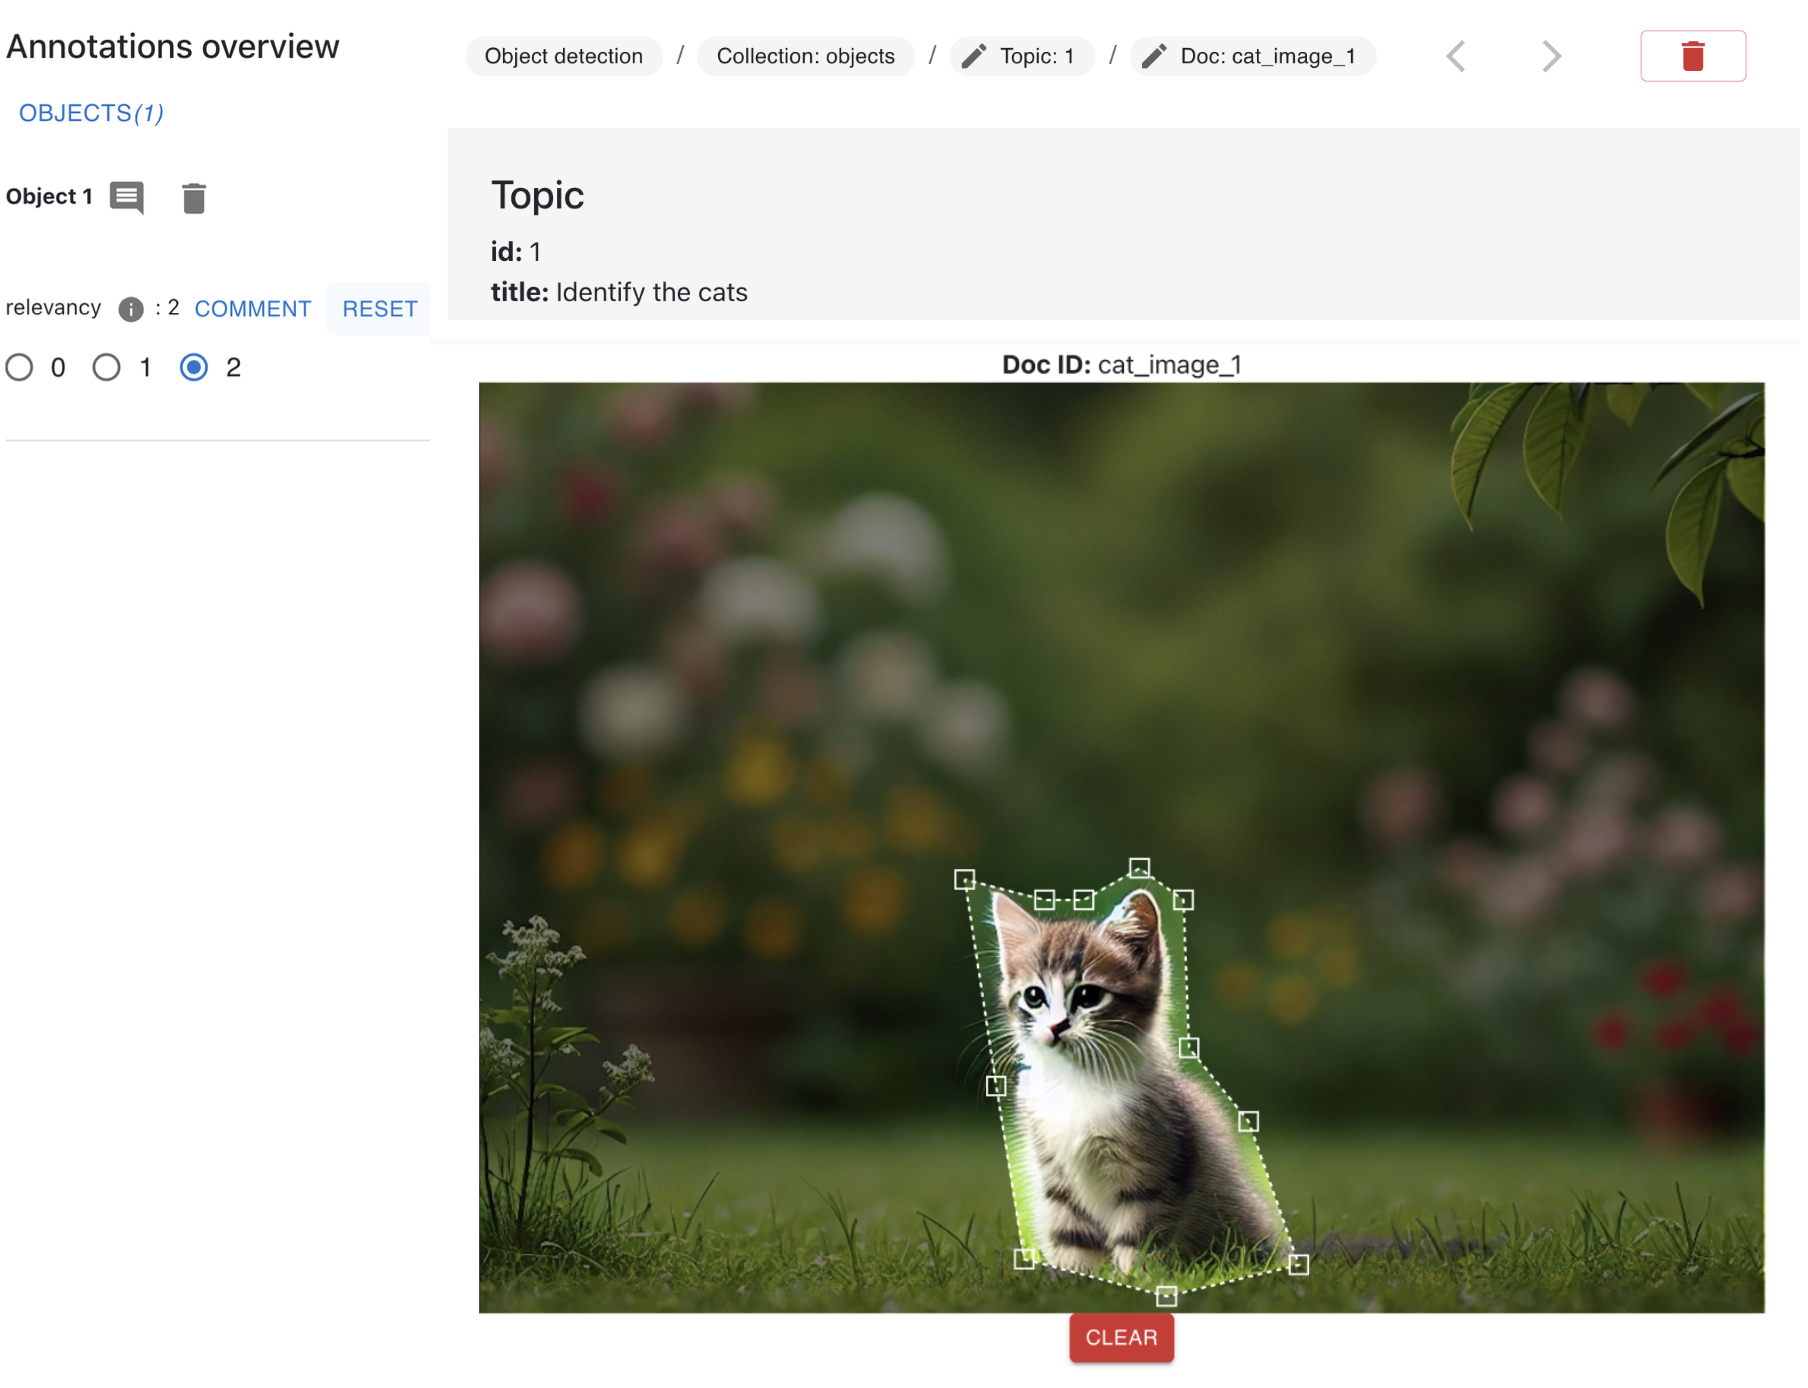 Annotations overview
OBJECTS(1)
Object 1
relevancy : 2 COMMENT RESET
0 1 2
Object detection / Collection: objects / Topic: 1 / Doc: cat_image_1
Topic
id: 1
title: Identify the cats
Doc ID: cat_image_1
CLEAR